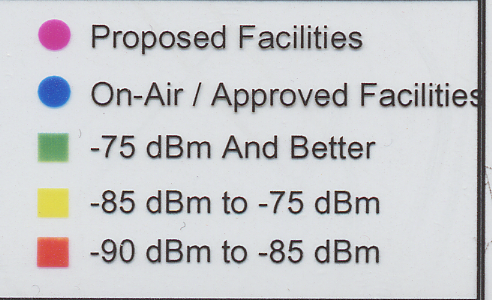 Proposed Facilities
On-Air / Approved Facilities
-75 dBm And Better
-85 dBm to -75 dBm
-90 dBm to -85 dBm